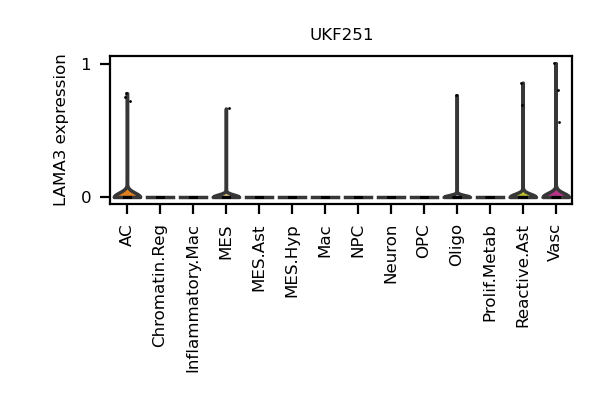 UKF251
LAMA3 expression
1
0
AC
Chromatin.Reg
Inflammatory.Mac
MES
MES.Ast
MES.Hyp
Mac
NPC
Neuron
OPC
Oligo
Prolif.Metab
Reactive.Ast
Vasc